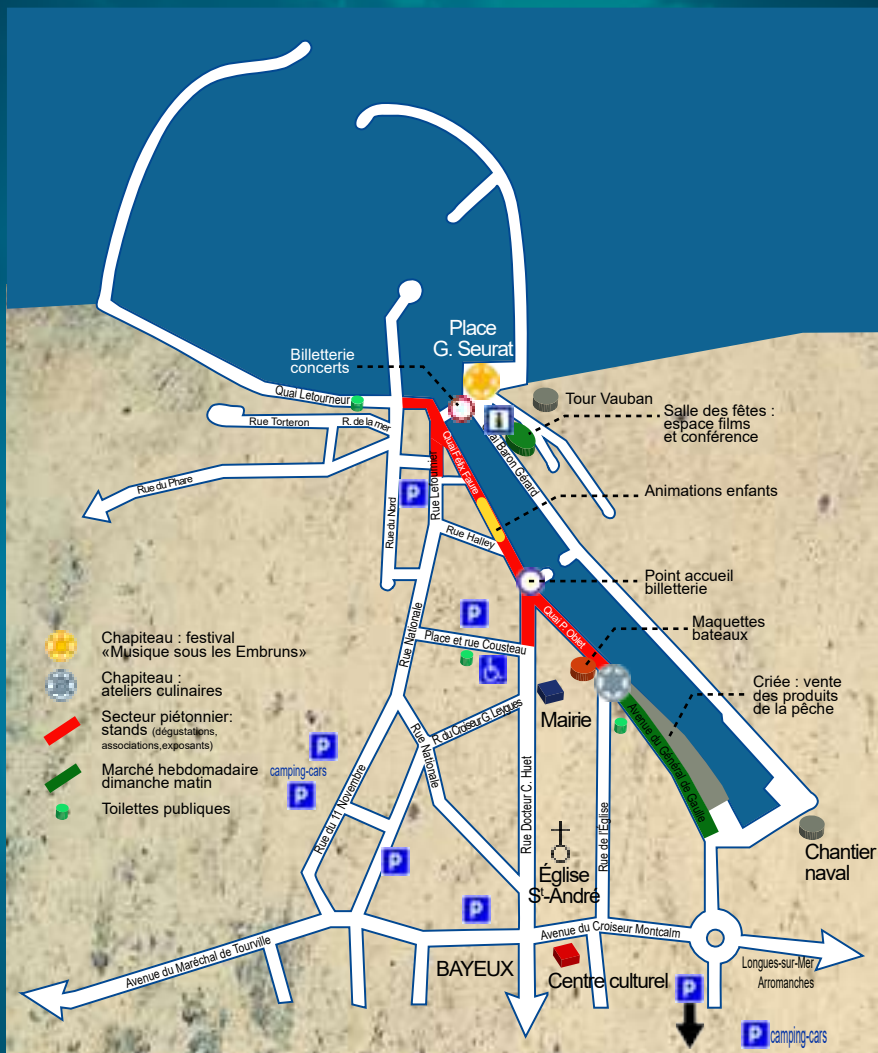 Place
G. Seurat
Billetterie
concerts
Quai Letourneur
Tour Vauban
Salle des fêtes :
espace films
et conférence
Rue Torteron
R. de la mer
Quai Félix Faure
Baron Gérard
Rue du Phare
Rue Letournier
Rue du Nord
Animations enfants
Rue Halley
Point accueil
billetterie
Quai P. Oblet
Maquettes
bateaux
Rue Nationale
Place et rue Cousteau
Chapiteau : festival
«Musique sous les Embruns»
Chapiteau :
ateliers culinaires
Secteur piétonnier:
stands (dégustations,
associations,exposants)
Marché hebdomadaire
dimanche matin
Toilettes publiques
Mairie
Criée : vente
des produits
de la pêche
R. du Croiseur G. Leygues
Rue Nationale
Avenue du Général de Gaulle
P
P
P
camping-cars
P
Rue du 11 Novembre
Rue Docteur C. Huet
Rue de l'Église
P
Église
St-André
Chantier
naval
P
Avenue du Croiseur Montcalm
Avenue du Maréchal de Tourville
BAYEUX
Centre culturel
Longues-sur-Mer
Arromanches
P
P camping-cars